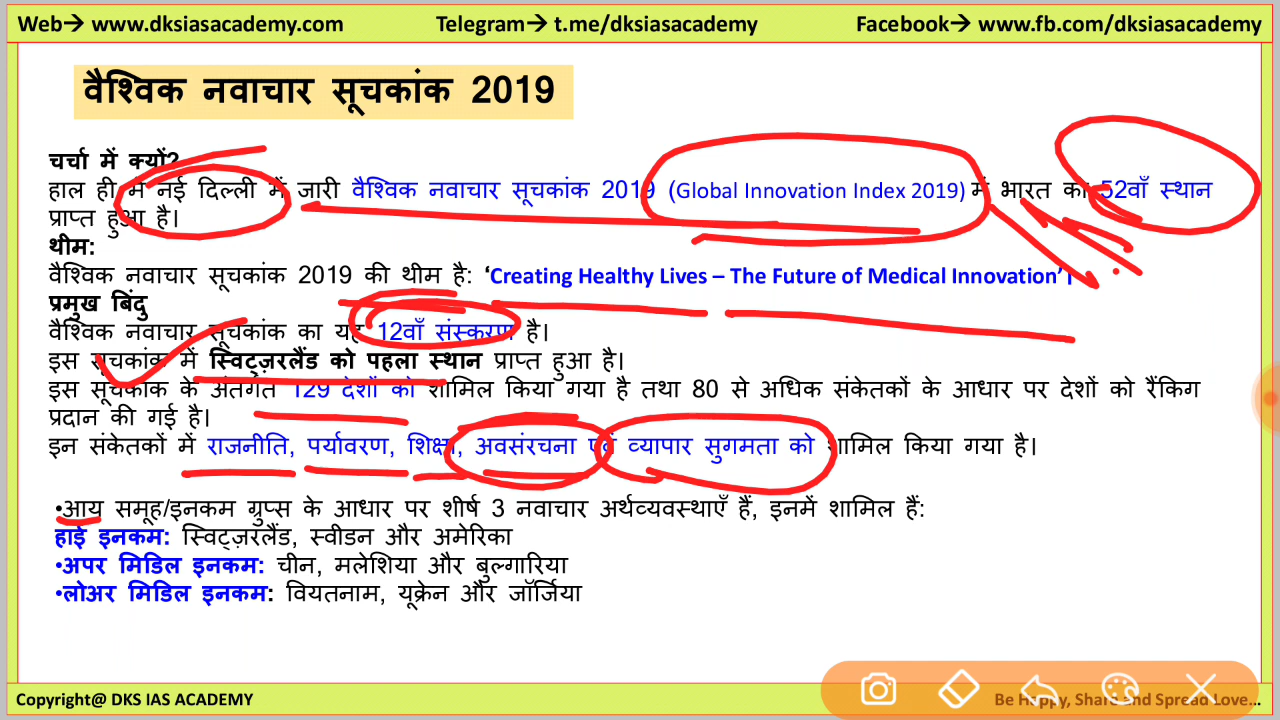 Web→ www.dksiasacademy.com Telegram→ t.me/dksiasacademy Facebook→ www.fb.com/dksiasacademy
वैश्विक नवाचार सूचकांक 2019
चर्चा में क्यों?
हाल ही में नई दिल्ली में जारी वैश्विक नवाचार सूचकांक 2019 (Global Innovation Index 2019) में भारत को 52वाँ स्थान
प्राप्त हुआ है।
थीम:
वैश्विक नवाचार सूचकांक 2019 की थीम है: ‘Creating Healthy Lives – The Future of Medical Innovation’।
प्रमुख बिंदु
वैश्विक नवाचार सूचकांक का यह 12वाँ संस्करण है।
इस सूचकांक में स्विट्ज़रलैंड को पहला स्थान प्राप्त हुआ है।
इस सूचकांक के अंतर्गत 129 देशों को शामिल किया गया है तथा 80 से अधिक संकेतकों के आधार पर देशों को रैंकिग
प्रदान की गई है।
इन संकेतकों में राजनीति, पर्यावरण, शिक्षा, अवसंरचना एवं व्यापार सुगमता को शामिल किया गया है।
•आय समूह/इनकम ग्रुप्स के आधार पर शीर्ष 3 नवाचार अर्थव्यवस्थाएँ हैं, इनमें शामिल हैं:
हाई इनकम: स्विट्ज़रलैंड, स्वीडन और अमेरिका
•अपर मिडिल इनकम: चीन, मलेशिया और बुल्गारिया
•लोअर मिडिल इनकम: वियतनाम, यूक्रेन और जॉर्जिया
Copyright@ DKS IAS ACADEMY Be Happy, Share and Spread Love…